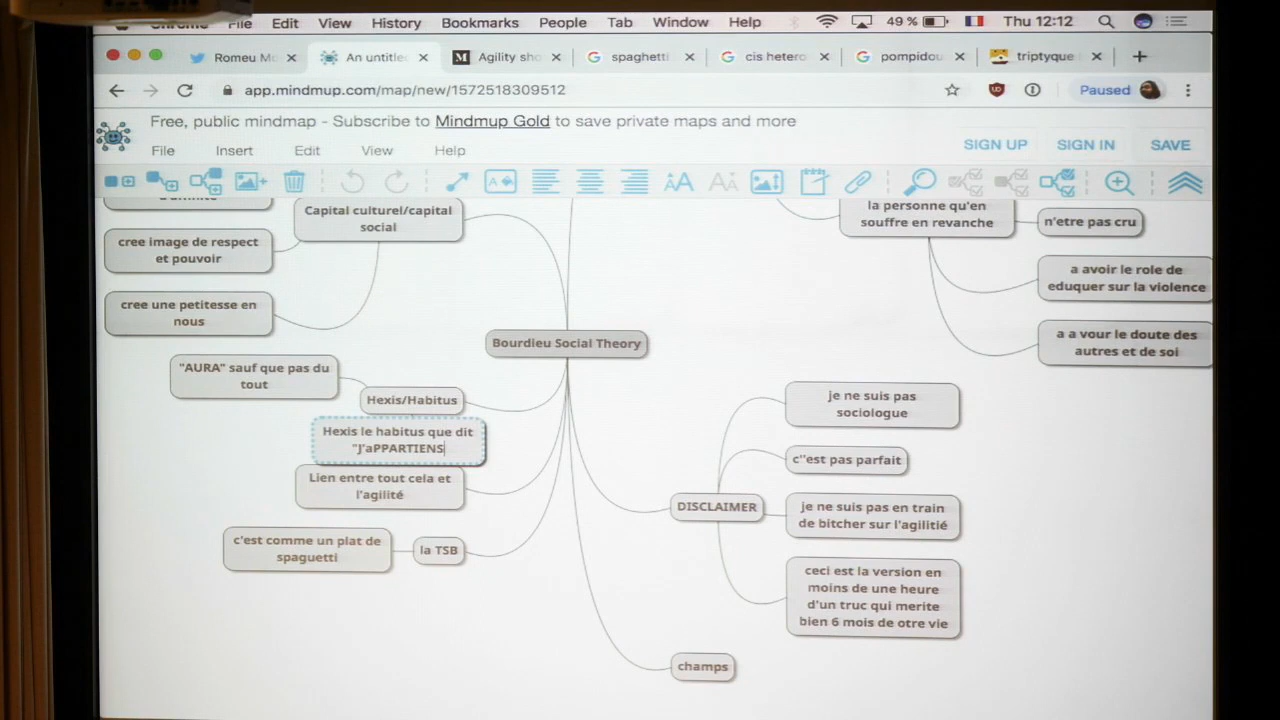 File Edit View History Bookmarks People Tab Window Help 49 % Thu 12:12
Romeu Mo An untitle Agility sho spaghetti cis hetero pompidou triptyque
app.mindmup.com/map/new/1572518309512 Paused
Free, public mindmap - Subscribe to Mindmup Gold to save private maps and more
File Insert Edit View Help SIGN UP SIGN IN SAVE
Capital culturel/capital
social
cree image de respect
et pouvoir
cree une petitesse en
nous
la personne qu'en
souffre en revanche
n'etre pas cru
a avoir le role de
eduquer sur la violence
a a vour le doute des
autres et de soi
Bourdieu Social Theory
"AURA" sauf que pas du
tout
Hexis/Habitus
Hexis le habitus que dit
"J'aPPARTIENS
Lien entre tout cela et
l'agilité
c'est comme un plat de
spaguetti
la TSB
je ne suis pas
sociologue
c''est pas parfait
DISCLAIMER
je ne suis pas en train
de bitcher sur l'agilitié
ceci est la version en
moins de une heure
d'un truc qui merite
bien 6 mois de otre vie
champs